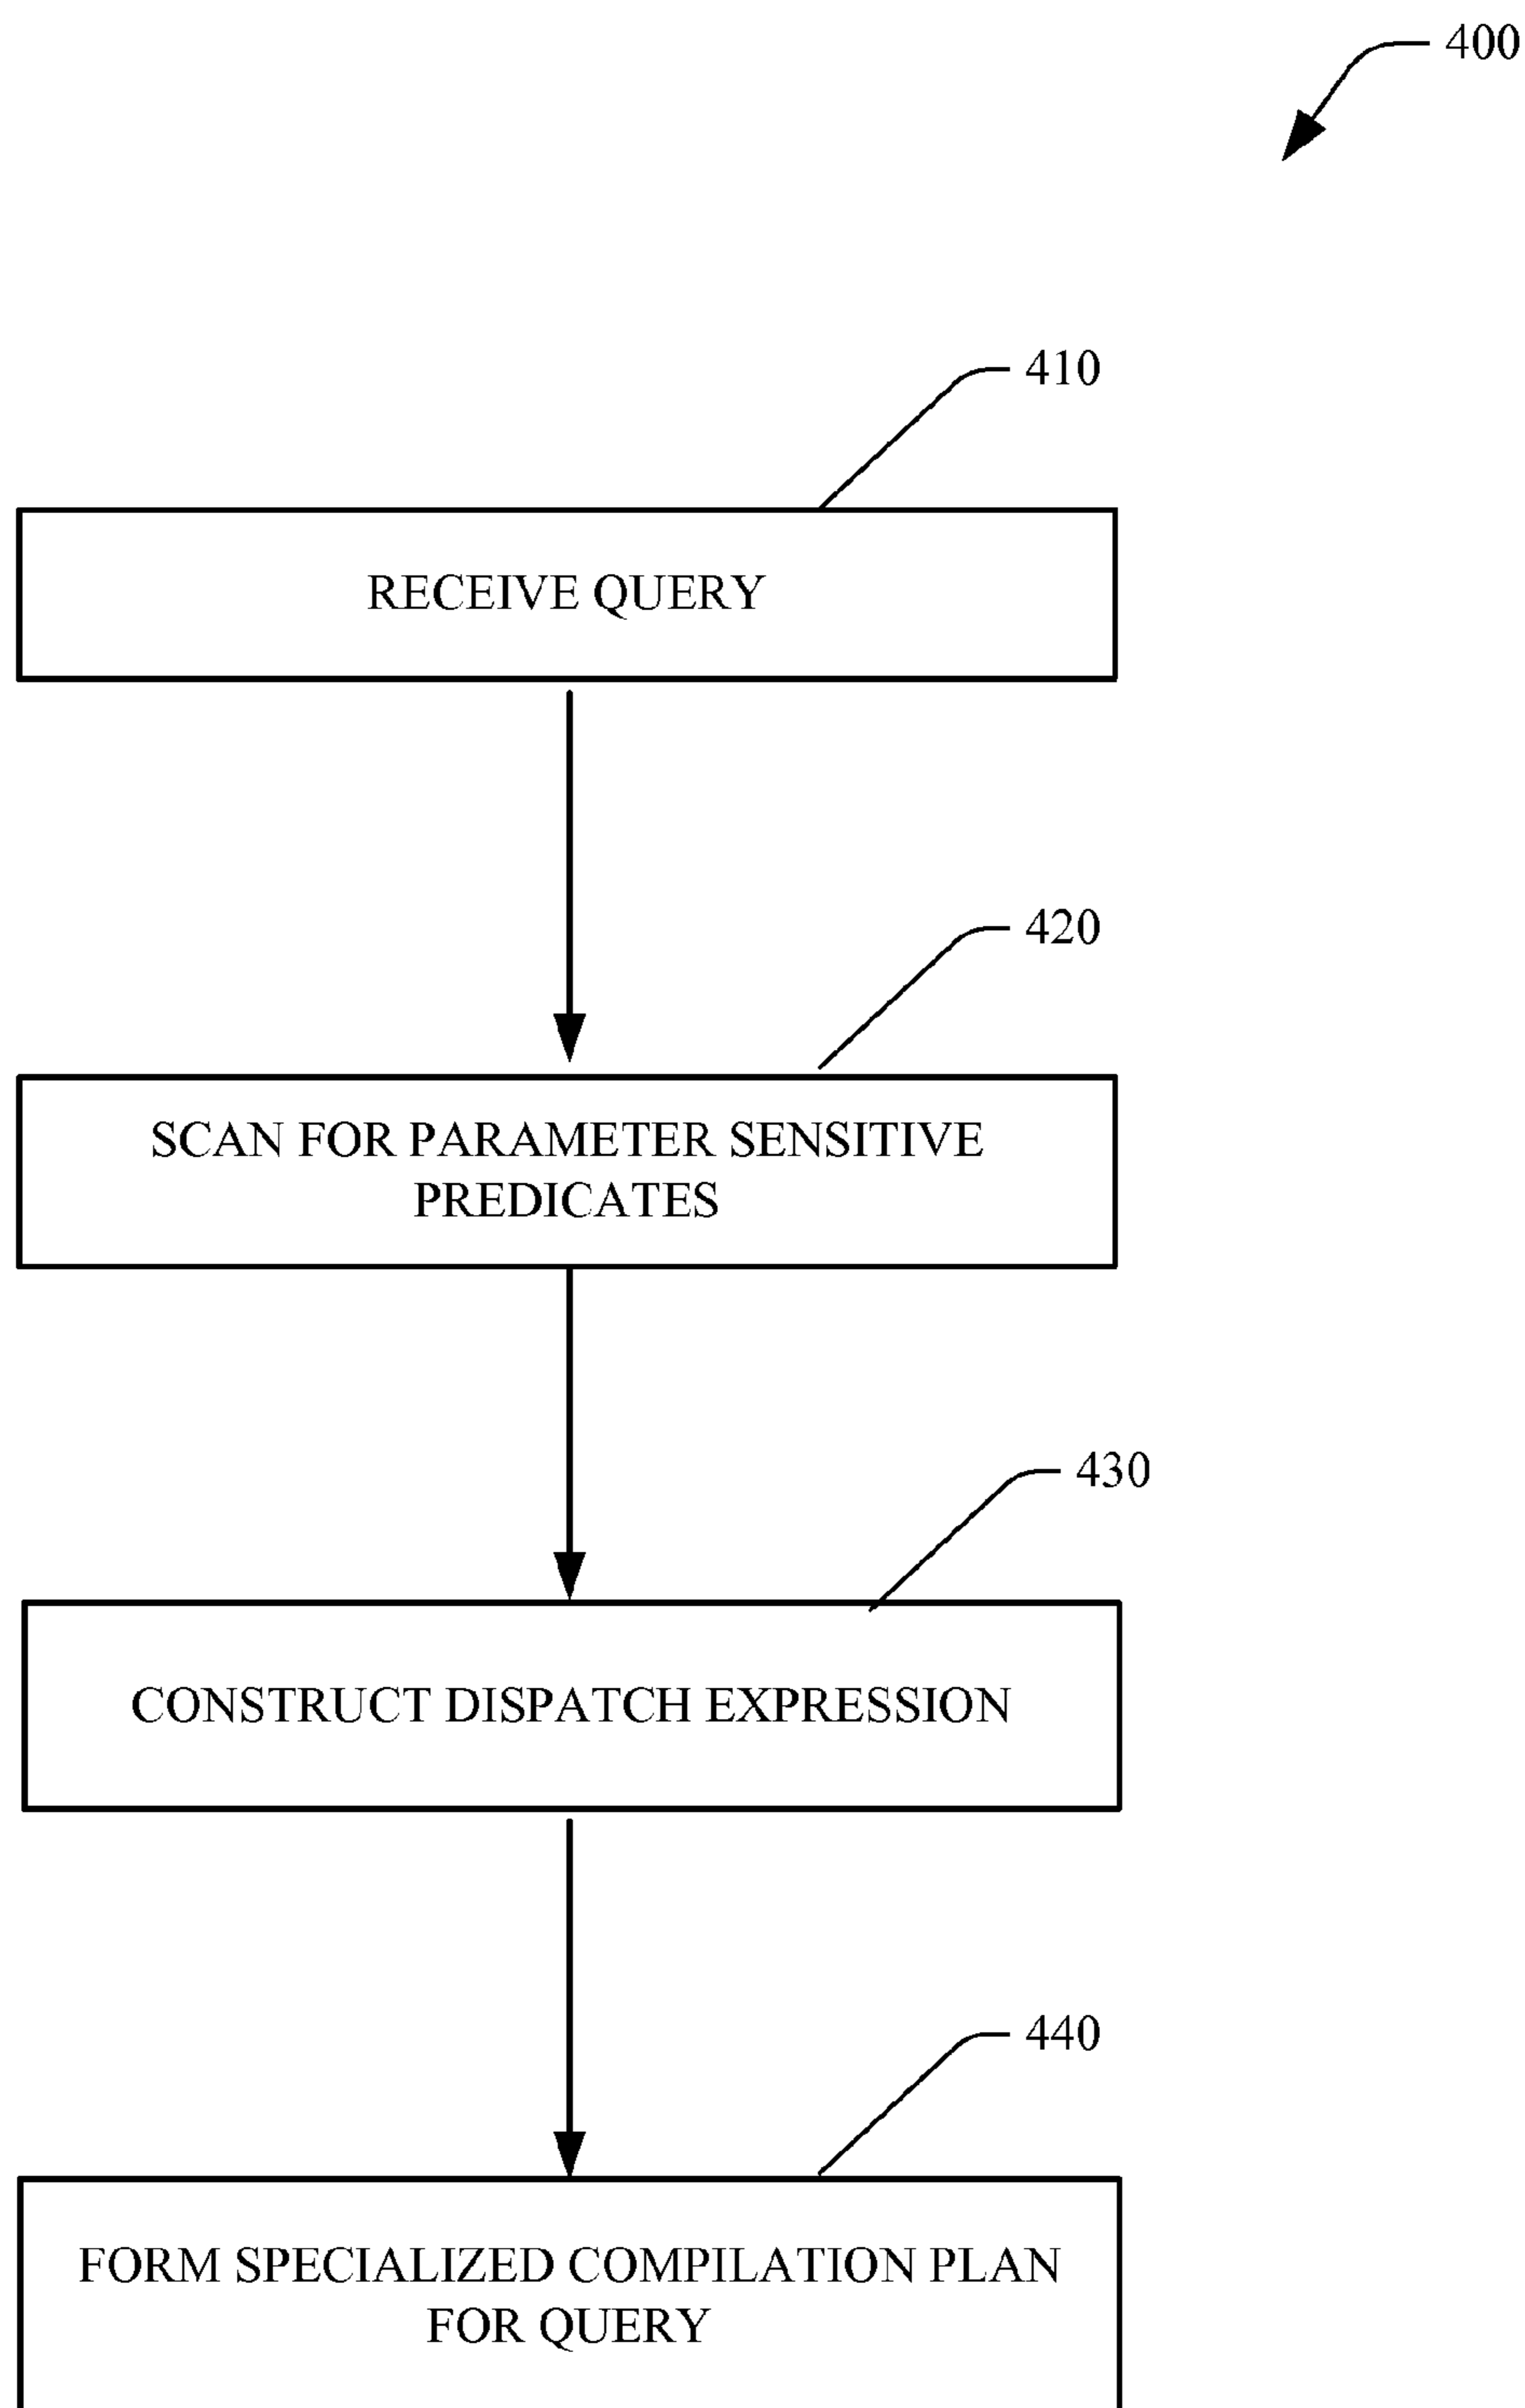 400
410
RECEIVE QUERY
420
SCAN FOR PARAMETER SENSITIVE
PREDICATES
430
CONSTRUCT DISPATCH EXPRESSION
440
FORM SPECIALIZED COMPILATION PLAN
FOR QUERY